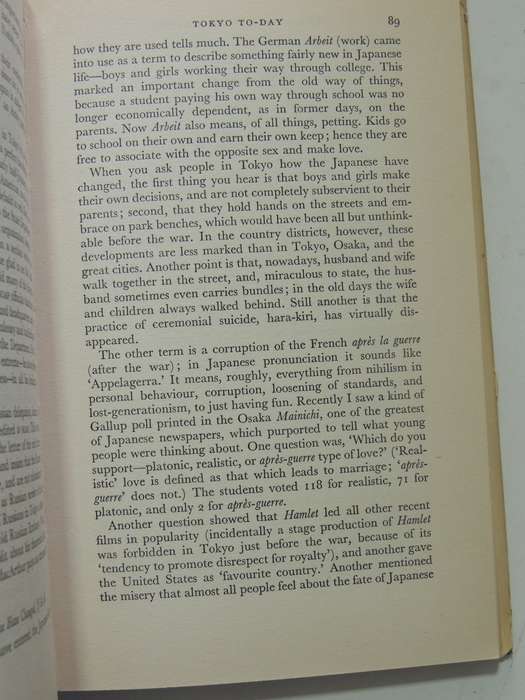 TOKYO TO-DAY 89
how they are used tells much. The German Arbeit (work) came
into use as a term to describe something fairly new in Japanese
life—boys and girls working their way through college. This
marked an important change from the old way of things,
because a student paying his own way through school was no
longer economically dependent, as in former days, on the
parents. Now Arbeit also means, of all things, petting. Kids go
to school on their own and earn their own keep; hence they are
free to associate with the opposite sex and make love.
When you ask people in Tokyo how the Japanese have
changed, the first thing you hear is that boys and girls make
their own decisions, and are not completely subservient to their
parents; second, that they hold hands on the streets and em-
brace on park benches, which would have been all but unthink-
able before the war. In the country districts, however, these
developments are less marked than in Tokyo, Osaka, and the
great cities. Another point is that, nowadays, husband and wife
walk together in the street, and, miraculous to state, the hus-
band sometimes even carries bundles; in the old days the wife
and children always walked behind. Still another is that the
practice of ceremonial suicide, hara-kiri, has virtually dis-
appeared.
The other term is a corruption of the French après la guerre
(after the war); in Japanese pronunciation it sounds like
'Appelagerra.' It means, roughly, everything from nihilism in
personal behaviour, corruption, loosening of standards, and
lost-generationism, to just having fun. Recently I saw a kind of
Gallup poll printed in the Osaka Mainichi, one of the greatest
of Japanese newspapers, which purported to tell what young
people were thinking about. One question was, 'Which do you
support—platonic, realistic, or après-guerre type of love?' ('Real-
istic' love is defined as that which leads to marriage; 'après-
guerre' does not.) The students voted 118 for realistic, 71 for
platonic, and only 2 for après-guerre.
Another question showed that Hamlet led all other recent
films in popularity (incidentally a stage production of Hamlet
was forbidden in Tokyo just before the war, because of its
'tendency to promote disrespect for royalty'), and another gave
the United States as 'favourite country.' Another mentioned
the misery that almost all people feel about the fate of Japanese